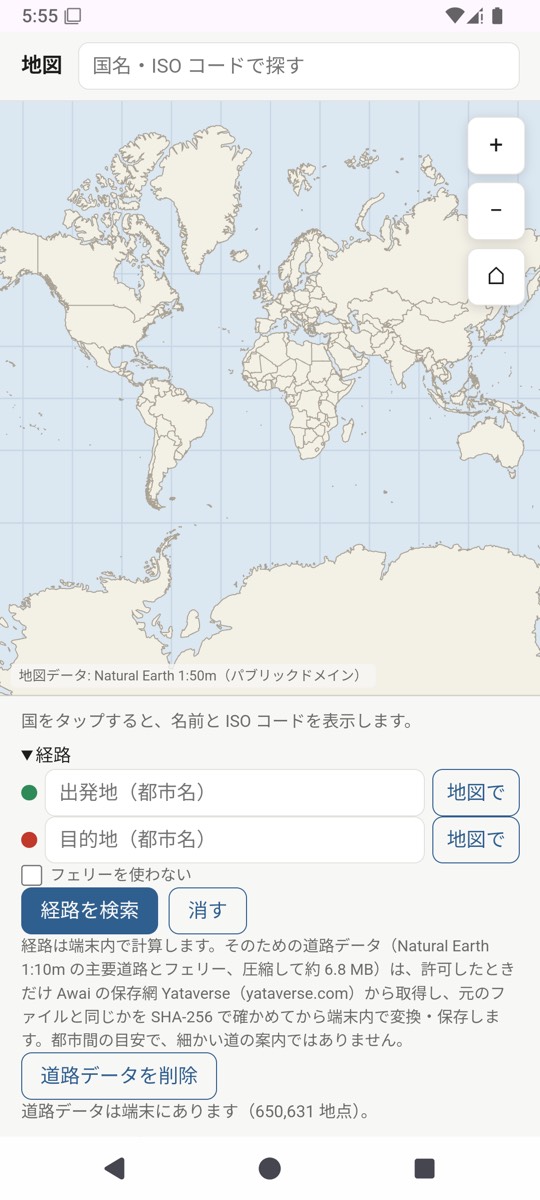 5:55
地図
国名・ISO コードで探す
+
−
地図データ: Natural Earth 1:50m（パブリックドメイン）
国をタップすると、名前と ISO コードを表示します。
▼経路
出発地（都市名）
地図で
目的地（都市名）
地図で
フェリーを使わない
経路を検索
消す
経路は端末内で計算します。そのための道路データ（Natural Earth
1:10m の主要道路とフェリー、圧縮して約 6.8 MB）は、許可したとき
だけ Awai の保存網 Yataverse（yataverse.com）から取得し、元のフ
ァイルと同じかを SHA-256 で確かめてから端末内で変換・保存しま
す。都市間の目安で、細かい道の案内ではありません。
道路データを削除
道路データは端末にあります（650,631 地点）。